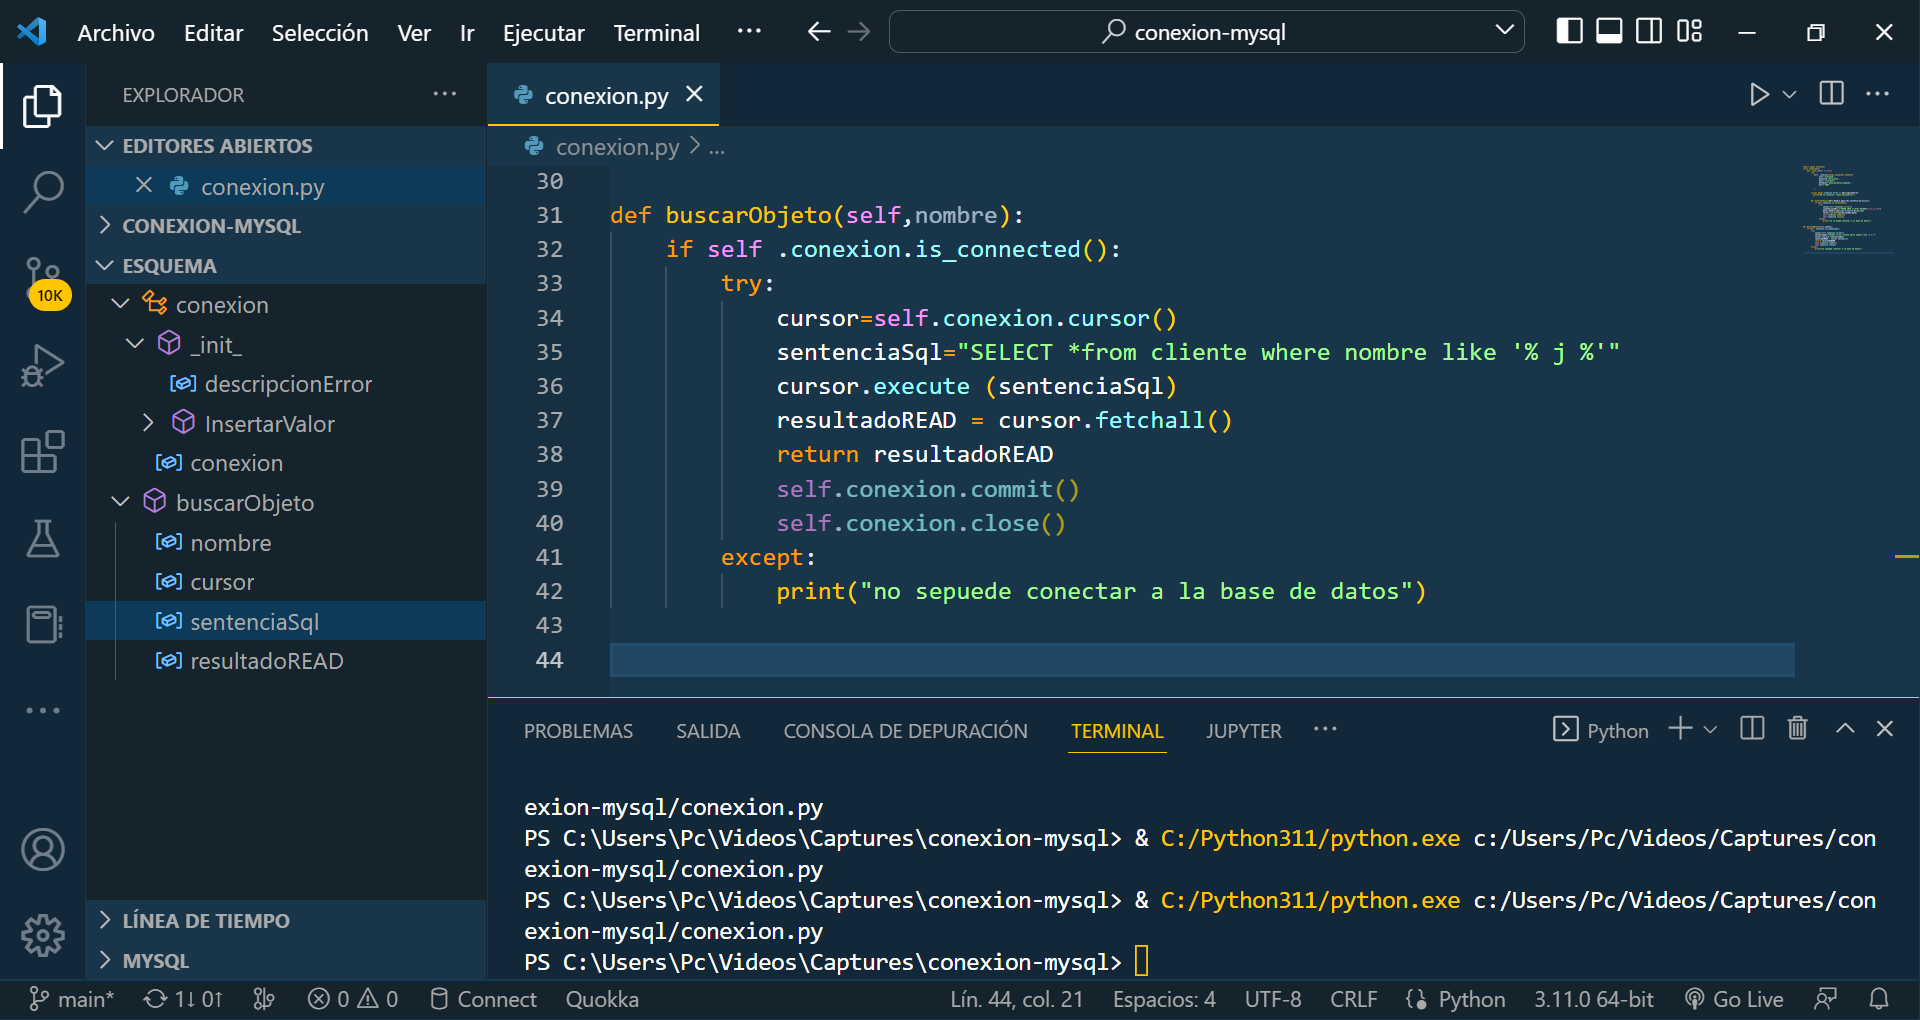 Archivo Editar Selección Ver Ir Ejecutar Terminal ··· conexion-mysql
EXPLORADOR ···
EDITORES ABIERTOS
conexion.py
CONEXION-MYSQL
ESQUEMA
conexion
_init_
descripcionError
InsertarValor
conexion
buscarObjeto
nombre
cursor
sentenciaSql
resultadoREAD
LÍNEA DE TIEMPO
MYSQL
10K
conexion.py
conexion.py > ...
30
31 def buscarObjeto(self,nombre):
32 if self .conexion.is_connected():
33 try:
34 cursor=self.conexion.cursor()
35 sentenciaSql="SELECT *from cliente where nombre like '% j %'"
36 cursor.execute (sentenciaSql)
37 resultadoREAD = cursor.fetchall()
38 return resultadoREAD
39 self.conexion.commit()
40 self.conexion.close()
41 except:
42 print("no sepuede conectar a la base de datos")
43
44
PROBLEMAS SALIDA CONSOLA DE DEPURACIÓN TERMINAL JUPYTER ··· Python
exion-mysql/conexion.py
PS C:\Users\Pc\Videos\Captures\conexion-mysql> & C:/Python311/python.exe c:/Users/Pc/Videos/Captures/con
exion-mysql/conexion.py
PS C:\Users\Pc\Videos\Captures\conexion-mysql> & C:/Python311/python.exe c:/Users/Pc/Videos/Captures/con
exion-mysql/conexion.py
PS C:\Users\Pc\Videos\Captures\conexion-mysql>
main* 1↓ 0↑ 0 0 Connect Quokka Lín. 44, col. 21 Espacios: 4 UTF-8 CRLF Python 3.11.0 64-bit Go Live